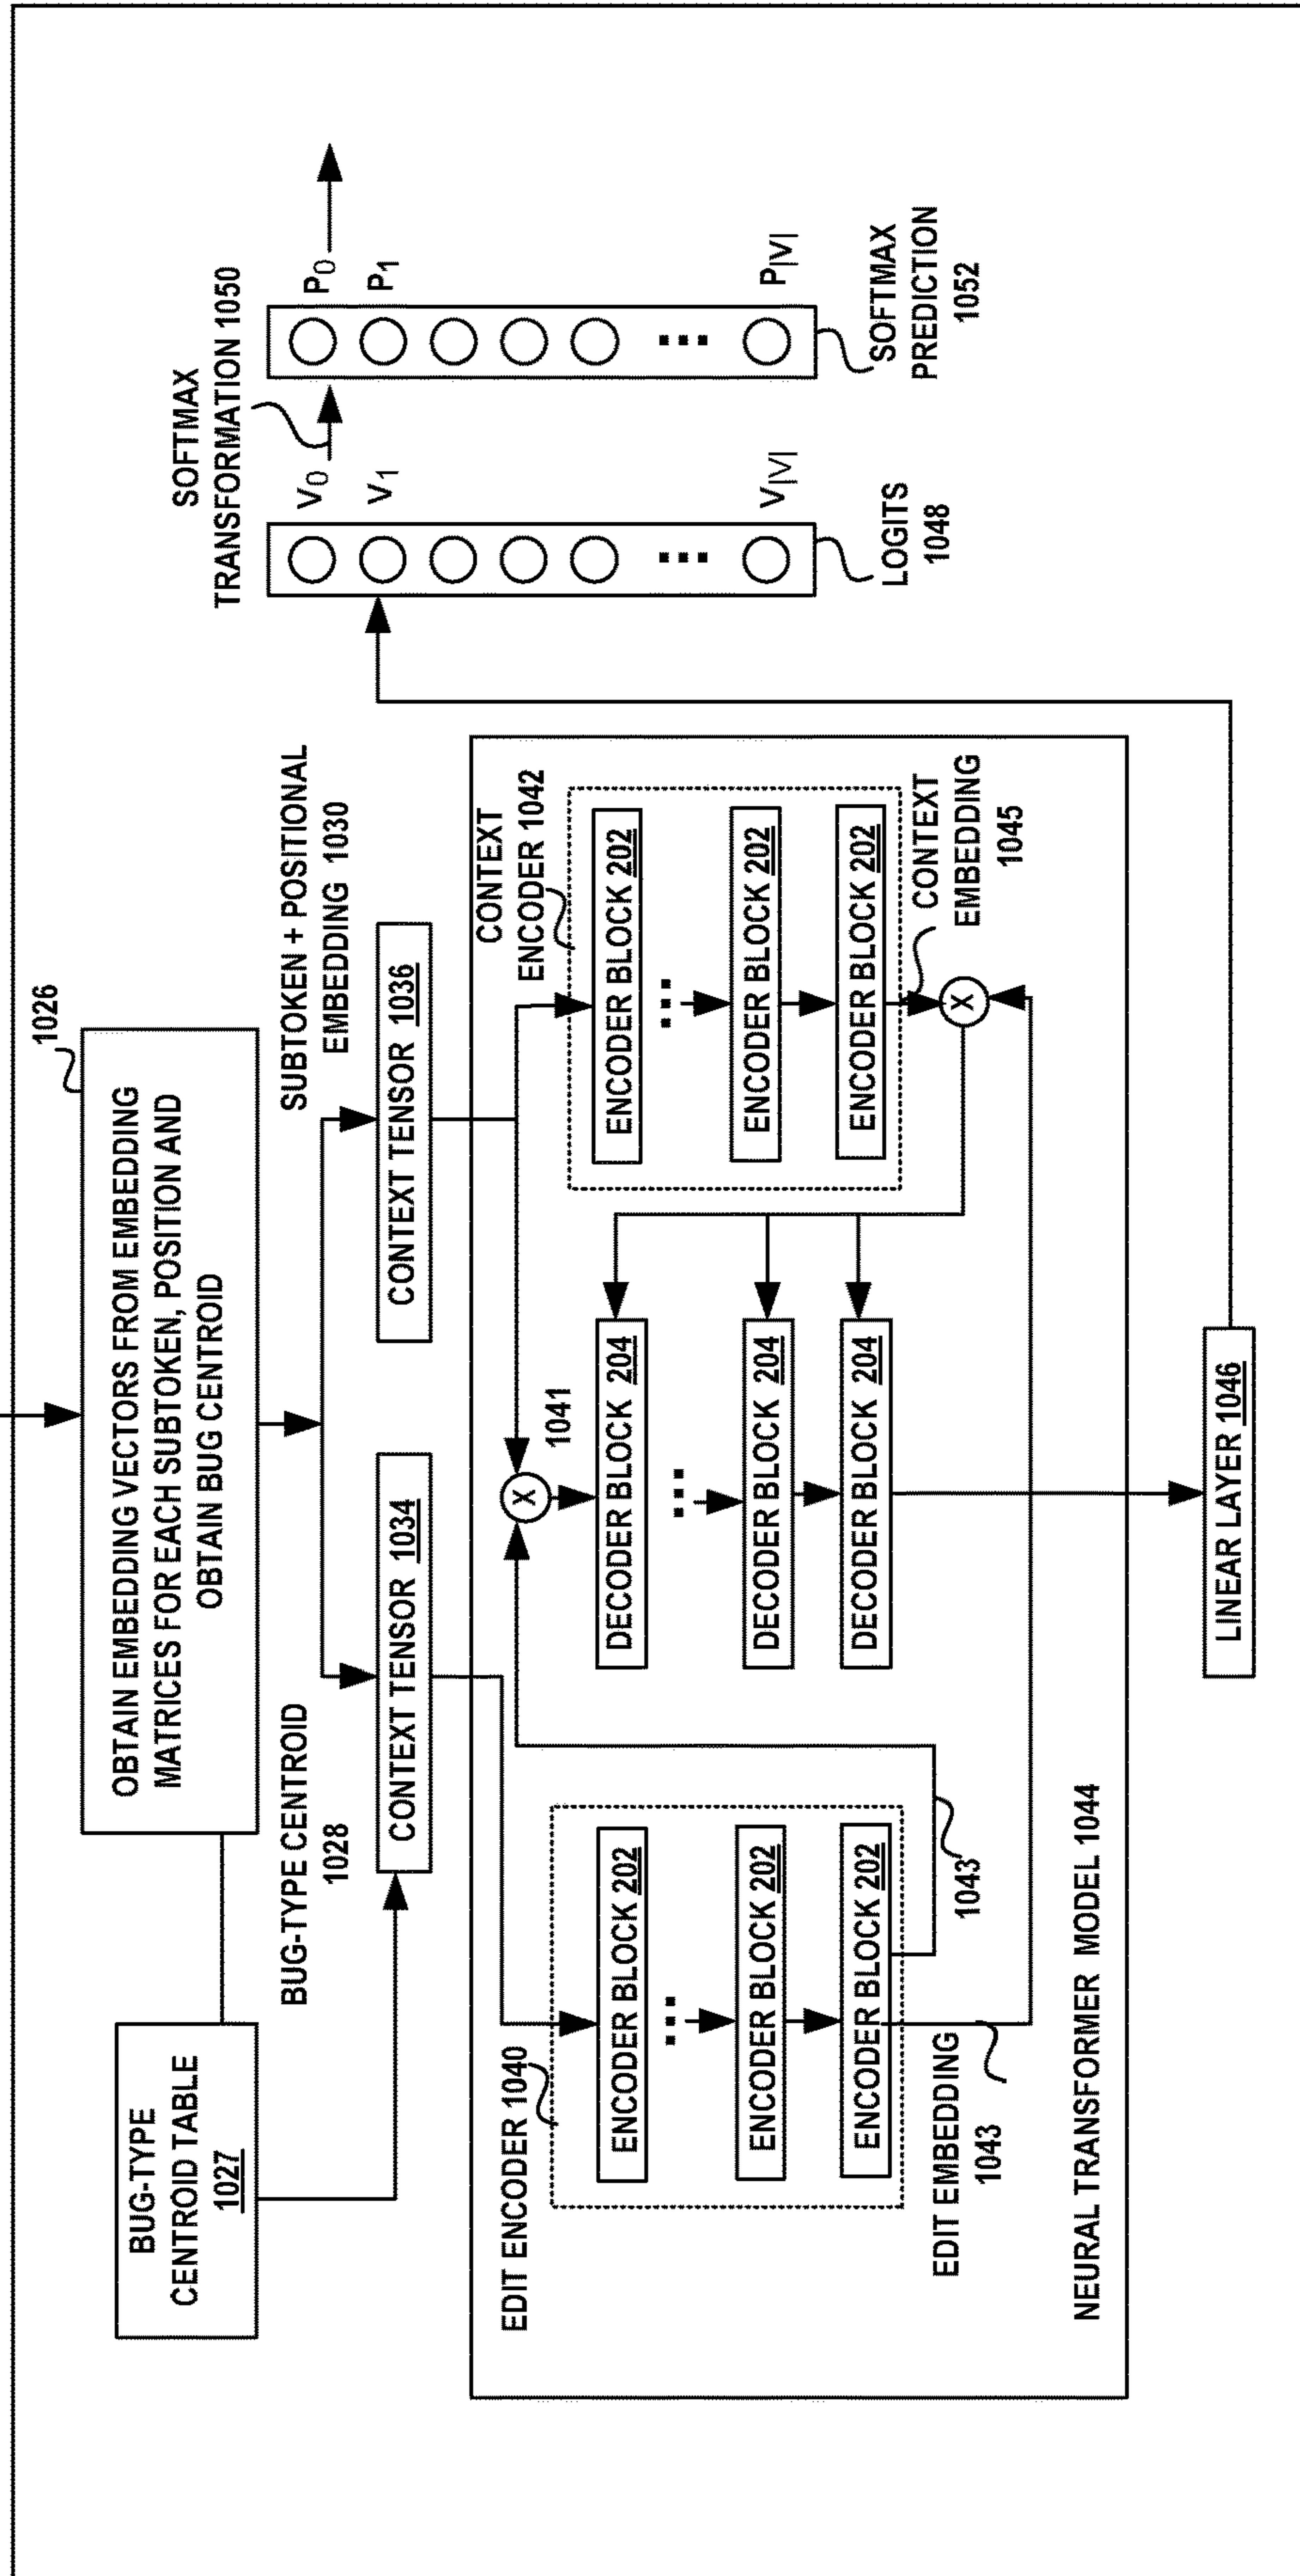 1026
OBTAIN EMBEDDING VECTORS FROM EMBEDDING
MATRICES FOR EACH SUBTOKEN, POSITION AND
OBTAIN BUG CENTROID
BUG-TYPE
CENTROID TABLE
1027
BUG-TYPE CENTROID
1028
SUBTOKEN + POSITIONAL
EMBEDDING 1030
CONTEXT TENSOR 1034
CONTEXT TENSOR 1036
EDIT ENCODER 1040
ENCODER BLOCK 202
...
ENCODER BLOCK 202
ENCODER BLOCK 202
EDIT EMBEDDING
1043
1043
X
1041
DECODER BLOCK 204
...
DECODER BLOCK 204
DECODER BLOCK 204
CONTEXT
ENCODER 1042
ENCODER BLOCK 202
...
ENCODER BLOCK 202
ENCODER BLOCK 202
CONTEXT
EMBEDDING
1045
X
NEURAL TRANSFORMER MODEL 1044
LINEAR LAYER 1046
SOFTMAX
TRANSFORMATION 1050
V0
V1
...
V|V|
LOGITS
1048
P0
P1
...
P|V|
SOFTMAX
PREDICTION
1052